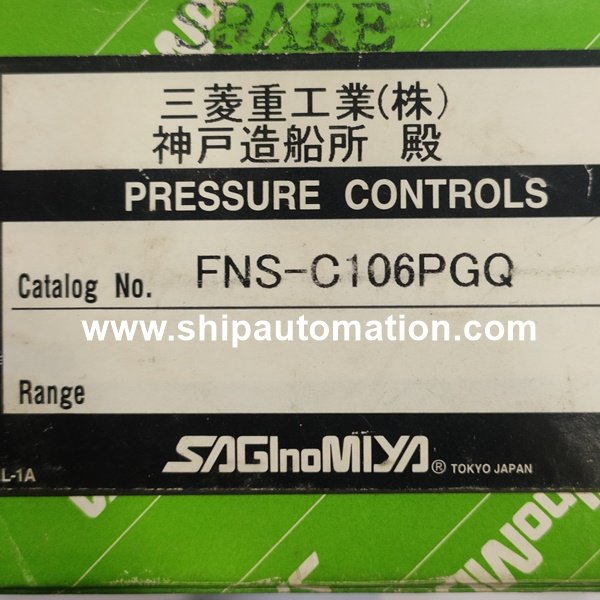 SPARE
三菱重工業(株)
神戸造船所 殿
PRESSURE CONTROLS
Catalog No. FNS-C106PGQ
www.shipautomation.com
Range
SAGInoMIYA® TOKYO JAPAN
L-1A